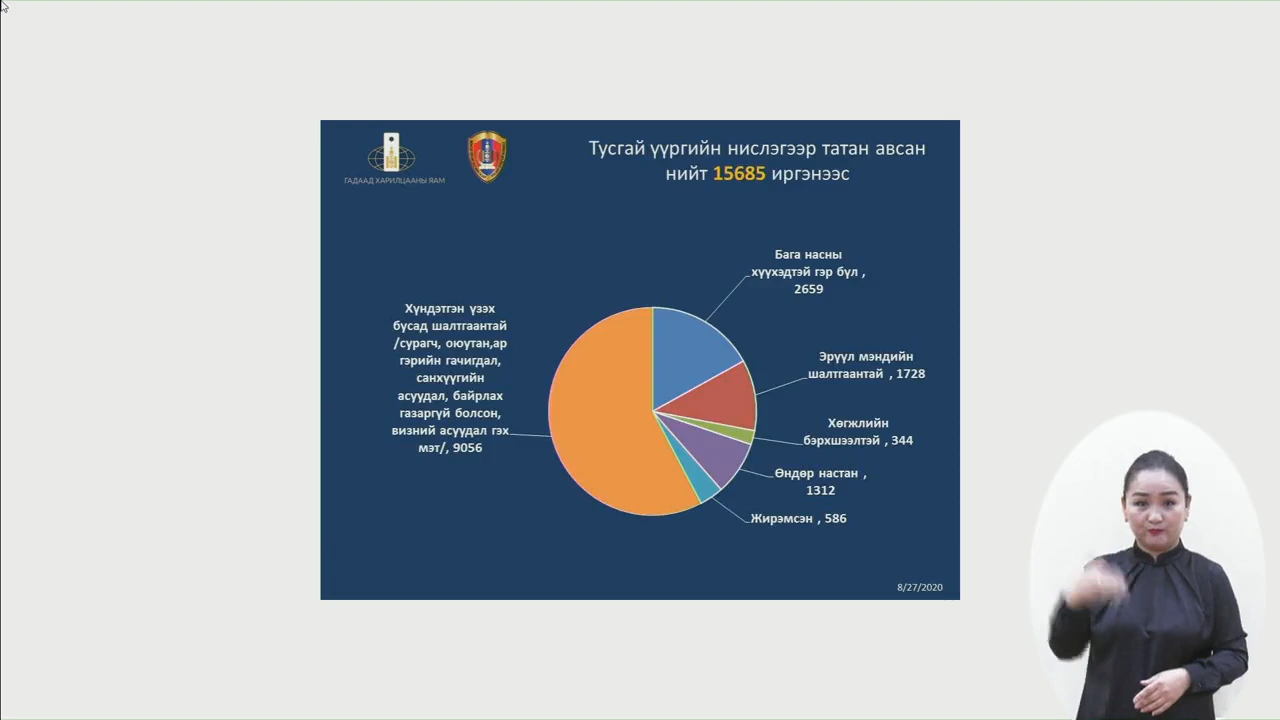 ГАДААД ХАРИЛЦААНЫ ЯАМ
Тусгай үүргийн нислэгээр татан авсан
нийт 15685 иргэнээс
Бага насны
хүүхэдтэй гэр бүл ,
2659
Хүндэтгэн үзэх
бусад шалтгаантай
/сурагч, оюутан,ар
гэрийн гачигдал,
санхүүгийн
асуудал, байрлах
газаргүй болсон,
визний асуудал гэх
мэт/, 9056
Эрүүл мэндийн
шалтгаантай , 1728
Хөгжлийн
бэрхшээлтэй , 344
Өндөр настан ,
1312
Жирэмсэн , 586
8/27/2020